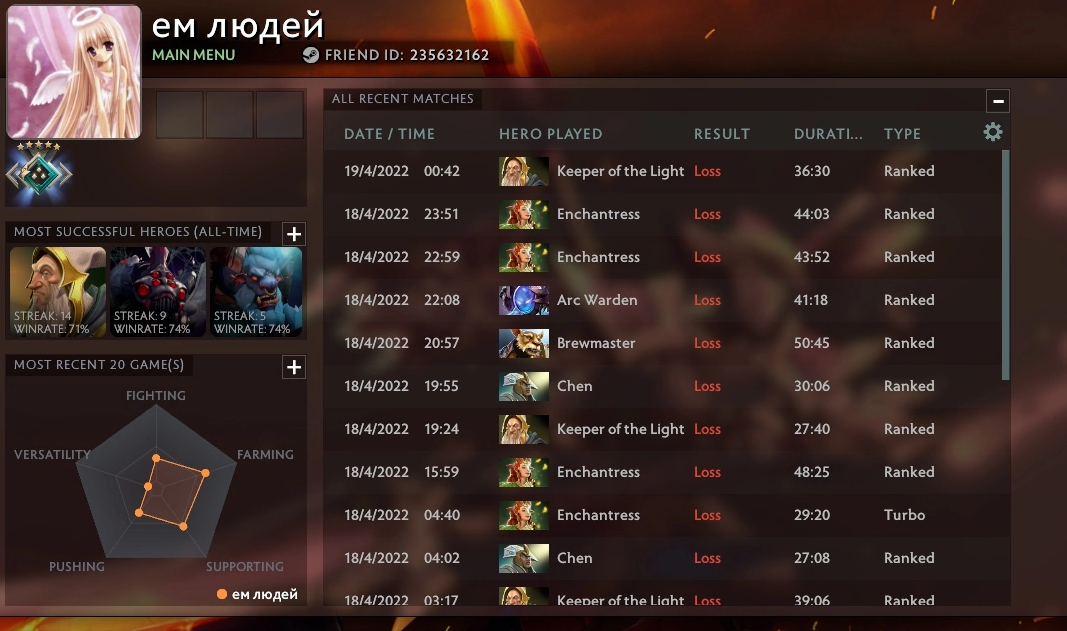 ем людей
MAIN MENU FRIEND ID: 235632162
ALL RECENT MATCHES
DATE / TIME HERO PLAYED RESULT DURATI... TYPE
19/4/2022 00:42 Keeper of the Light Loss 36:30 Ranked
18/4/2022 23:51 Enchantress Loss 44:03 Ranked
18/4/2022 22:59 Enchantress Loss 43:52 Ranked
18/4/2022 22:08 Arc Warden Loss 41:18 Ranked
18/4/2022 20:57 Brewmaster Loss 50:45 Ranked
18/4/2022 19:55 Chen Loss 30:06 Ranked
18/4/2022 19:24 Keeper of the Light Loss 27:40 Ranked
18/4/2022 15:59 Enchantress Loss 48:25 Ranked
18/4/2022 04:40 Enchantress Loss 29:20 Turbo
18/4/2022 04:02 Chen Loss 27:08 Ranked
18/4/2022 03:17 Keeper of the Light Loss 39:06 Ranked
MOST SUCCESSFUL HEROES (ALL-TIME)
STREAK: 14 STREAK: 9 STREAK: 5
WINRATE: 71% WINRATE: 74% WINRATE: 74%
MOST RECENT 20 GAME(S)
FIGHTING
VERSATILITY FARMING
PUSHING SUPPORTING
ем людей